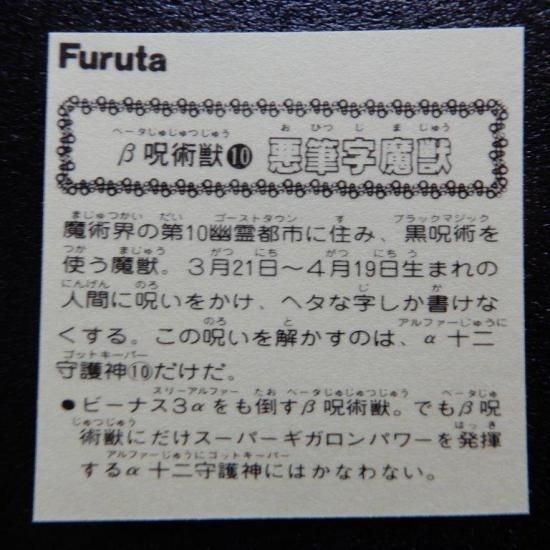 Furuta
ベータじゅじゅつじゅう
お ひつ じ ま じゅう
β呪術獣⑩ 悪筆字魔獣
まじゅつかい だい ゴーストタウン す ブラックマジック
魔術界の第10幽霊都市に住み、黒呪術を
つか まじゅう がつ にち がつ にち う
使う魔獣。3月21日〜4月19日生まれの
にんげん のろ じ か
人間に呪いをかけ、ヘタな字しか書けな
のろ と アルファーじゅうに
くする。この呪いを解かすのは、α十二
ゴットキーパー
守護神⑩だけだ。
スリーアルファー たお ベータじゅじゅつじゅう ベータじゅ
●ビーナス3αをも倒すβ呪術獣。でもβ呪
じゅつじゅう はっき
術獣にだけスーパーギガロンパワーを発揮
アルファーじゅうにゴットキーパー
するα十二守護神にはかなわない。